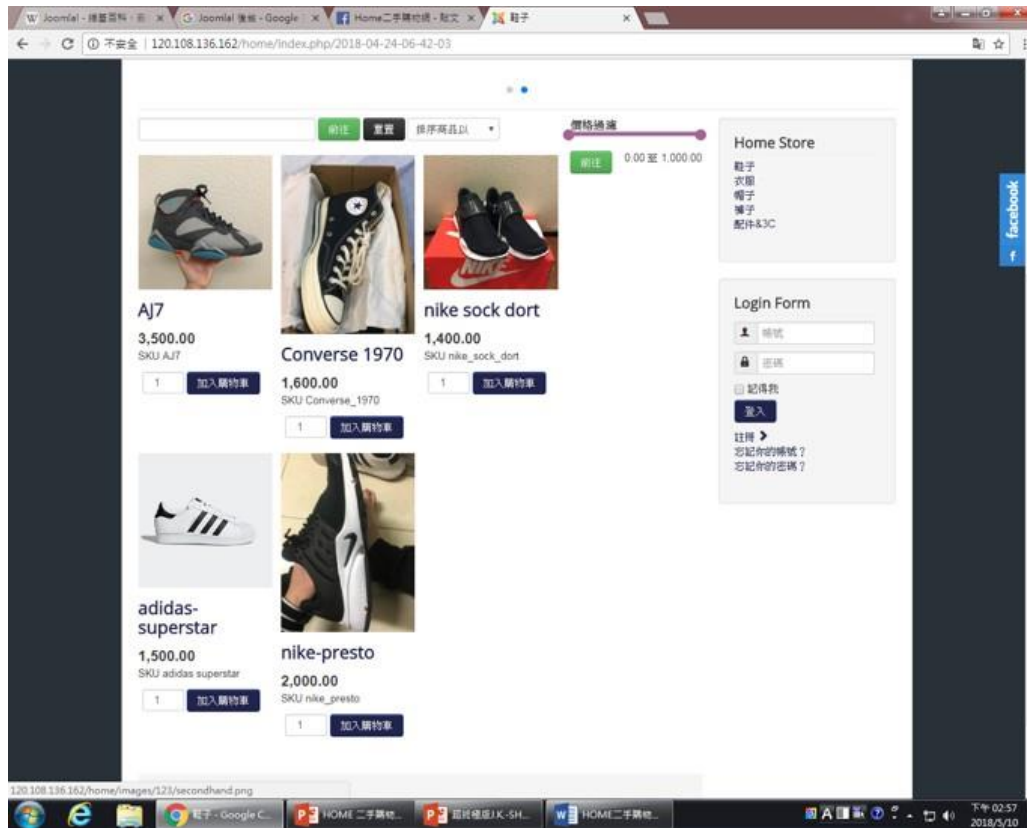 Joomla! - 維基百科，自
Joomla! 後台 - Google
Home二手購物網 - 貼文
鞋子
不安全 | 120.108.136.162/home/index.php/2018-04-24-06-42-03
前往 重置 排序商品以
價格過濾
前往 0.00 至 1,000.00
Home Store
鞋子
衣服
帽子
褲子
配件&3C
facebook
NIKE
AJ7
3,500.00
SKU AJ7
1 加入購物車
Converse 1970
1,600.00
SKU Converse_1970
1 加入購物車
nike sock dort
1,400.00
SKU nike_sock_dort
1 加入購物車
Login Form
帳號
密碼
記得我
登入
註冊
忘記你的帳號？
忘記你的密碼？
adidas-
superstar
1,500.00
SKU adidas superstar
1 加入購物車
nike-presto
2,000.00
SKU nike_presto
1 加入購物車
120.108.136.162/home/images/123/secondhand.png
鞋子 - Google C...
HOME 二手購物...
J.K.-SH...
HOME二手購物...
下午 02:57
2018/5/10